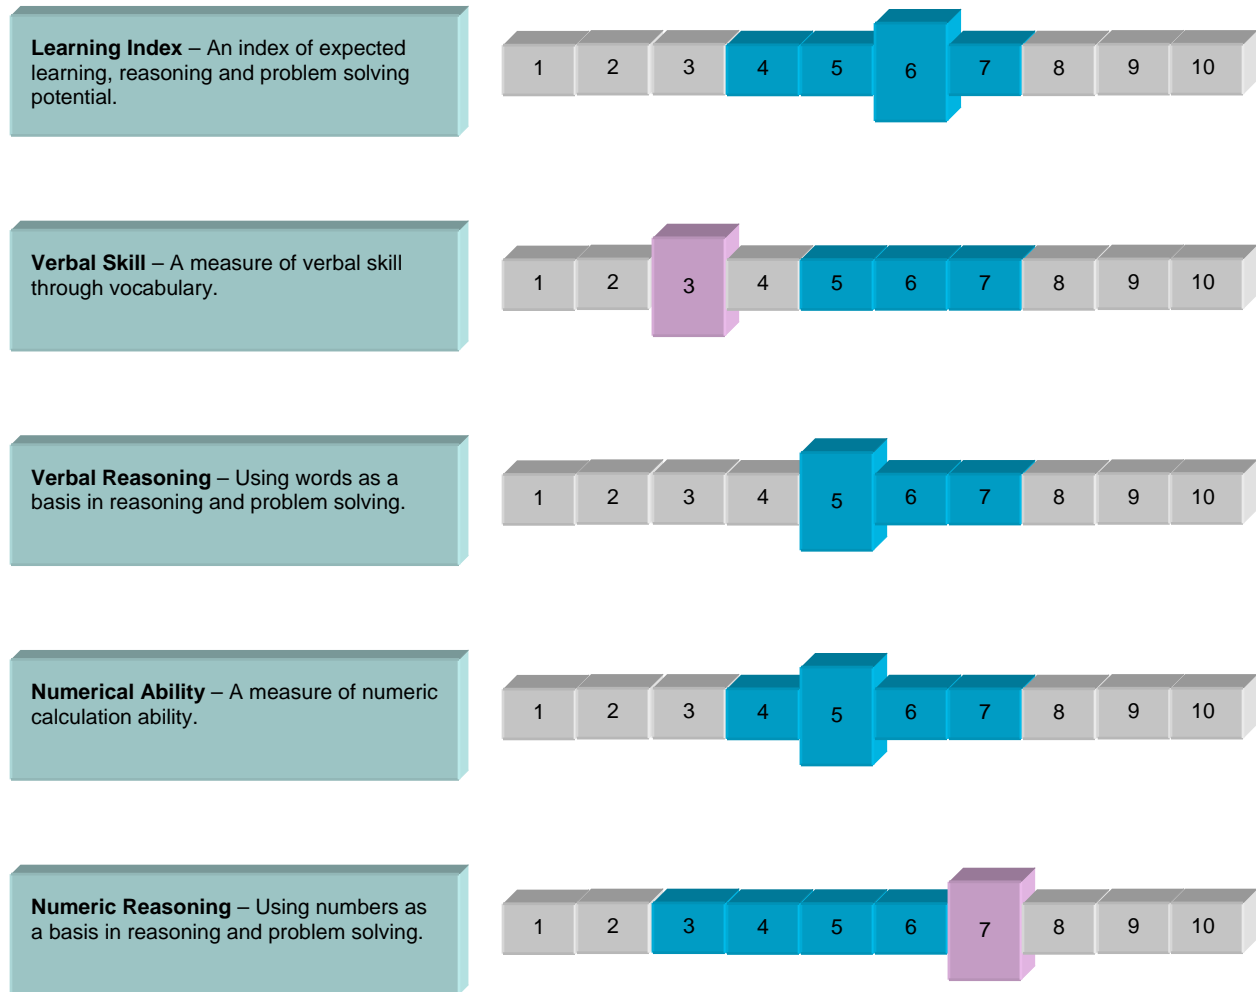 Learning Index – An index of expected
learning, reasoning and problem solving
potential.
1 2 3 4 5 6 7 8 9 10
Verbal Skill – A measure of verbal skill
through vocabulary.
1 2 3 4 5 6 7 8 9 10
Verbal Reasoning – Using words as a
basis in reasoning and problem solving.
1 2 3 4 5 6 7 8 9 10
Numerical Ability – A measure of numeric
calculation ability.
1 2 3 4 5 6 7 8 9 10
Numeric Reasoning – Using numbers as
a basis in reasoning and problem solving.
1 2 3 4 5 6 7 8 9 10